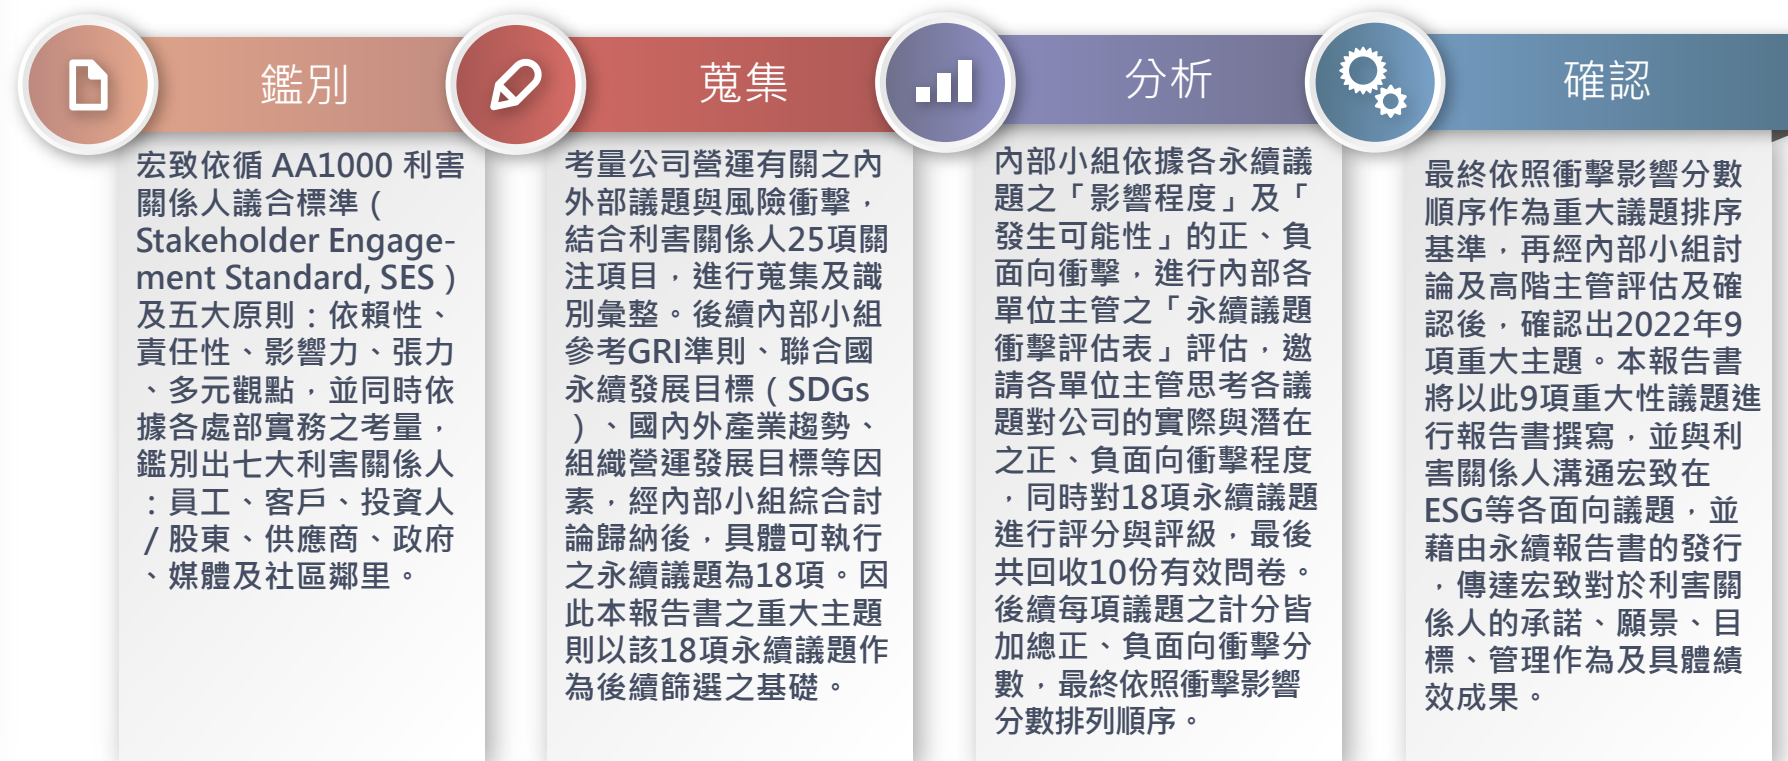 鑑別
宏致依循 AA1000 利害
關係人議合標準（
Stakeholder Engage-
ment Standard, SES）
及五大原則：依賴性、
責任性、影響力、張力
、多元觀點，並同時依
據各處部實務之考量，
鑑別出七大利害關係人
：員工、客戶、投資人
/ 股東、供應商、政府
、媒體及社區鄰里。
蒐集
考量公司營運有關之內
外部議題與風險衝擊，
結合利害關係人25項關
注項目，進行蒐集及識
別彙整。後續內部小組
參考GRI準則、聯合國
永續發展目標（SDGs
）、國內外產業趨勢、
組織營運發展目標等因
素，經內部小組綜合討
論歸納後，具體可執行
之永續議題為18項。因
此本報告書之重大主題
則以該18項永續議題作
為後續篩選之基礎。
分析
內部小組依據各永續議
題之「影響程度」及「
發生可能性」的正、負
面向衝擊，進行內部各
單位主管之「永續議題
衝擊評估表」評估，邀
請各單位主管思考各議
題對公司的實際與潛在
之正、負面向衝擊程度
，同時對18項永續議題
進行評分與評級，最後
共回收10份有效問卷。
後續每項議題之計分皆
加總正、負面向衝擊分
數，最終依照衝擊影響
分數排列順序。
確認
最終依照衝擊影響分數
順序作為重大議題排序
基準，再經內部小組討
論及高階主管評估及確
認後，確認出2022年9
項重大主題。本報告書
將以此9項重大性議題進
行報告書撰寫，並與利
害關係人溝通宏致在
ESG等各面向議題，並
藉由永續報告書的發行
，傳達宏致對於利害關
係人的承諾、願景、目
標、管理作為及具體績
效成果。